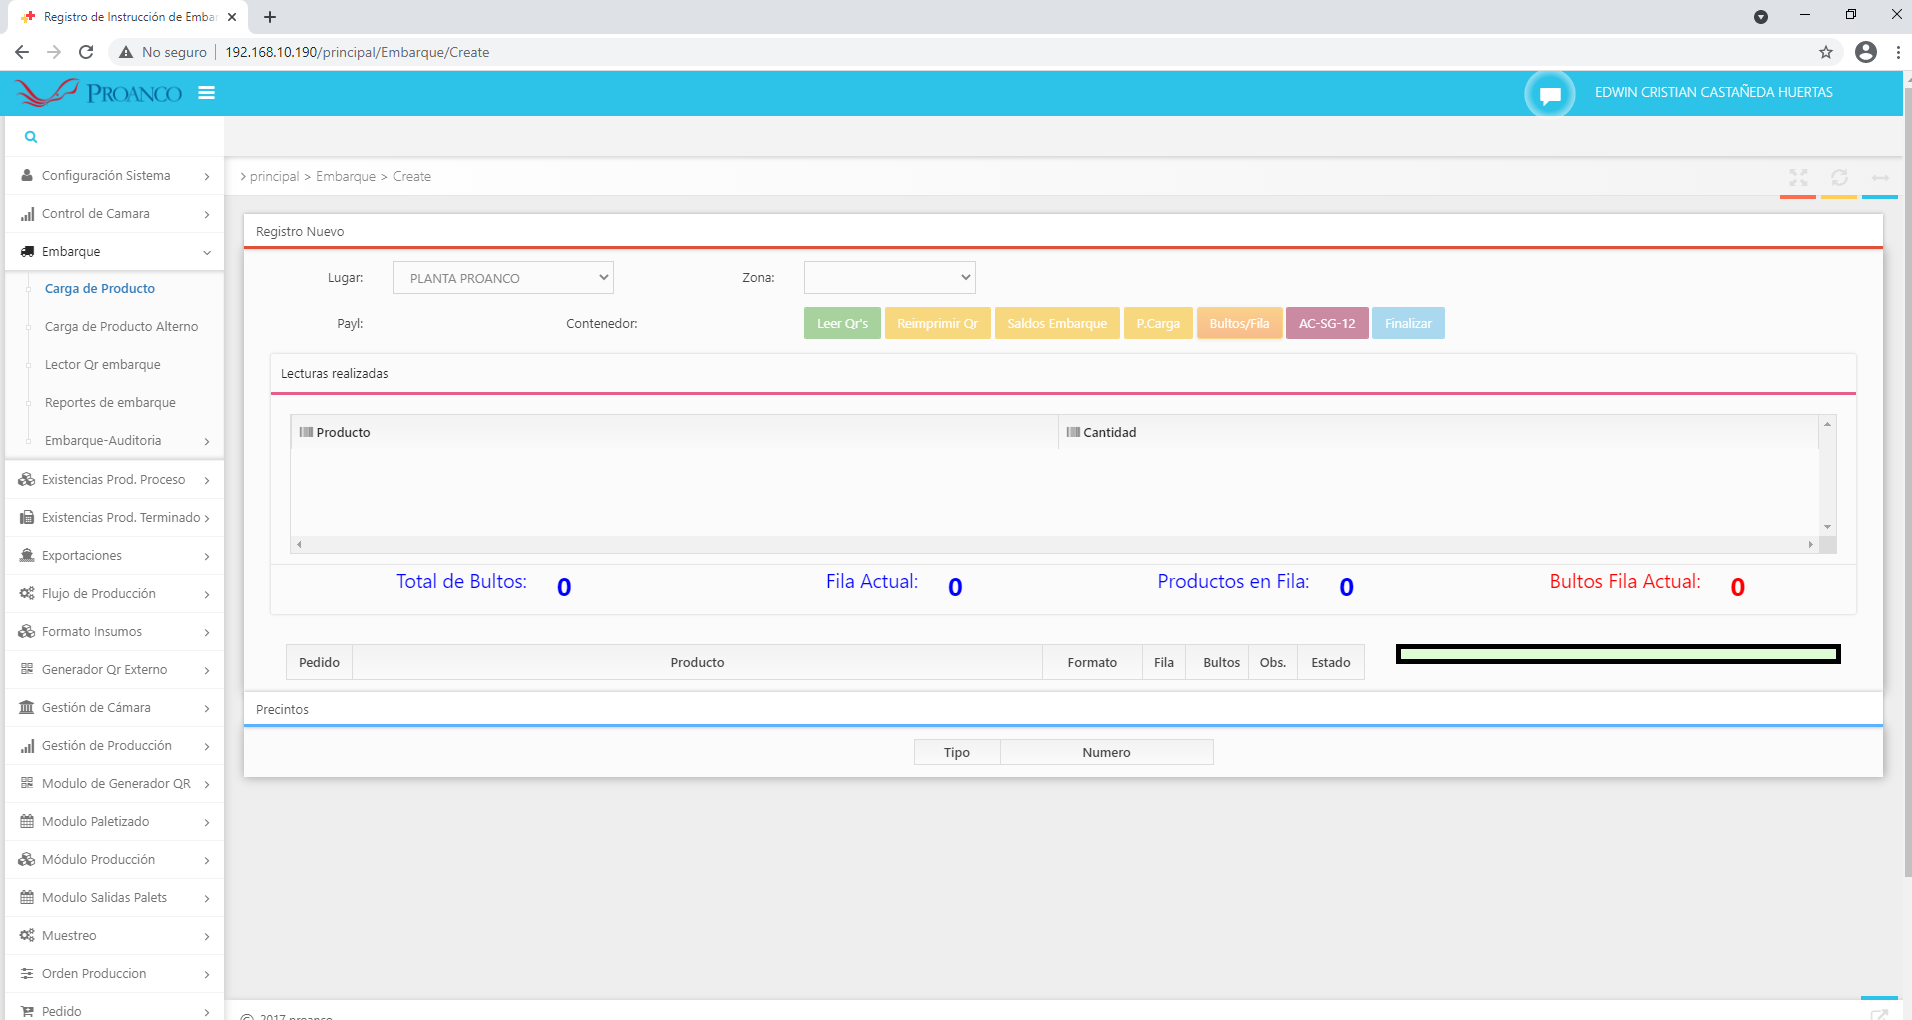 Registro de Instrucción de Embar
No seguro
192.168.10.190/principal/Embarque/Create
PROANCO
EDWIN CRISTIAN CASTAÑEDA HUERTAS
Configuración Sistema
Control de Camara
Embarque
Carga de Producto
Carga de Producto Alterno
Lector Qr embarque
Reportes de embarque
Embarque-Auditoria
Existencias Prod. Proceso
Existencias Prod. Terminado
Exportaciones
Flujo de Producción
Formato Insumos
Generador Qr Externo
Gestión de Cámara
Gestión de Producción
Modulo de Generador QR
Modulo Paletizado
Módulo Producción
Modulo Salidas Palets
Muestreo
Orden Produccion
Pedido
> principal > Embarque > Create
Registro Nuevo
Lugar: PLANTA PROANCO Zona:
Payl: Contenedor: Leer Qr's Reimprimir Qr Saldos Embarque P.Carga Bultos/Fila AC-SG-12 Finalizar
Lecturas realizadas
Producto Cantidad
Total de Bultos: 0 Fila Actual: 0 Productos en Fila: 0 Bultos Fila Actual: 0
Pedido Producto Formato Fila Bultos Obs. Estado
Precintos
Tipo Numero
© 2017 proanco